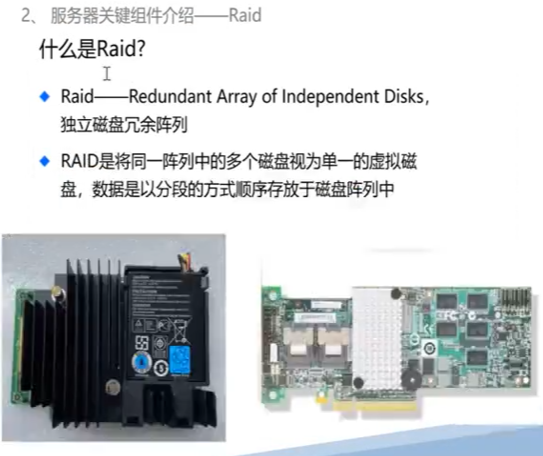 2、 服务器关键组件介绍——Raid
什么是Raid?
Raid——Redundant Array of Independent Disks，
独立磁盘冗余阵列
RAID是将同一阵列中的多个磁盘视为单一的虚拟磁
盘，数据是以分段的方式顺序存放于磁盘阵列中